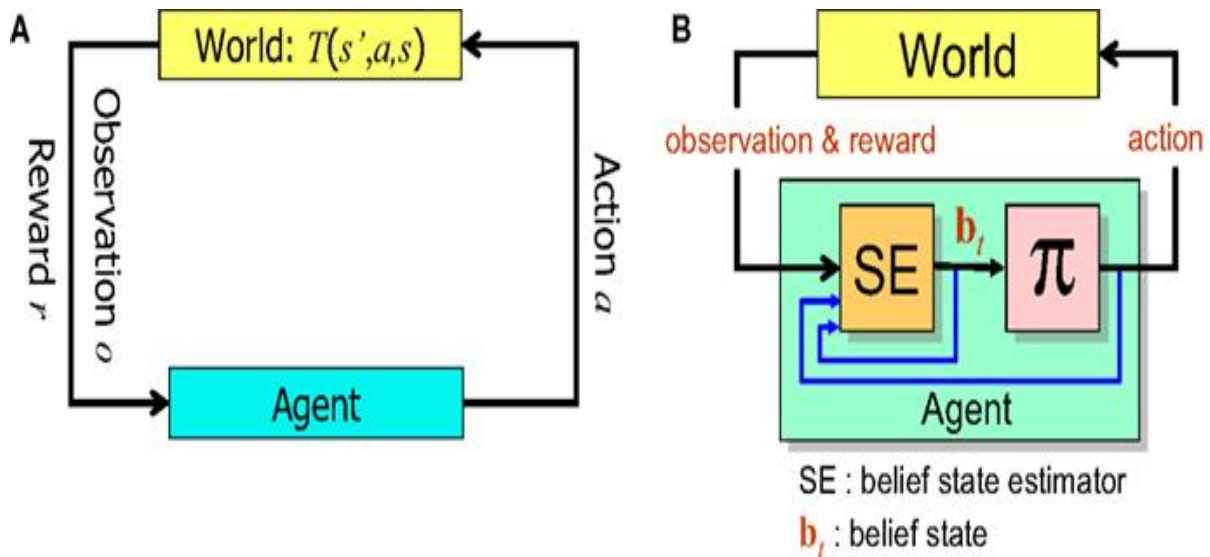 A
World: T(s’,a,s)
Observation o
Reward r
Action a
Agent
B
World
observation & reward
action
SE
bt
π
Agent
SE : belief state estimator
bt : belief state